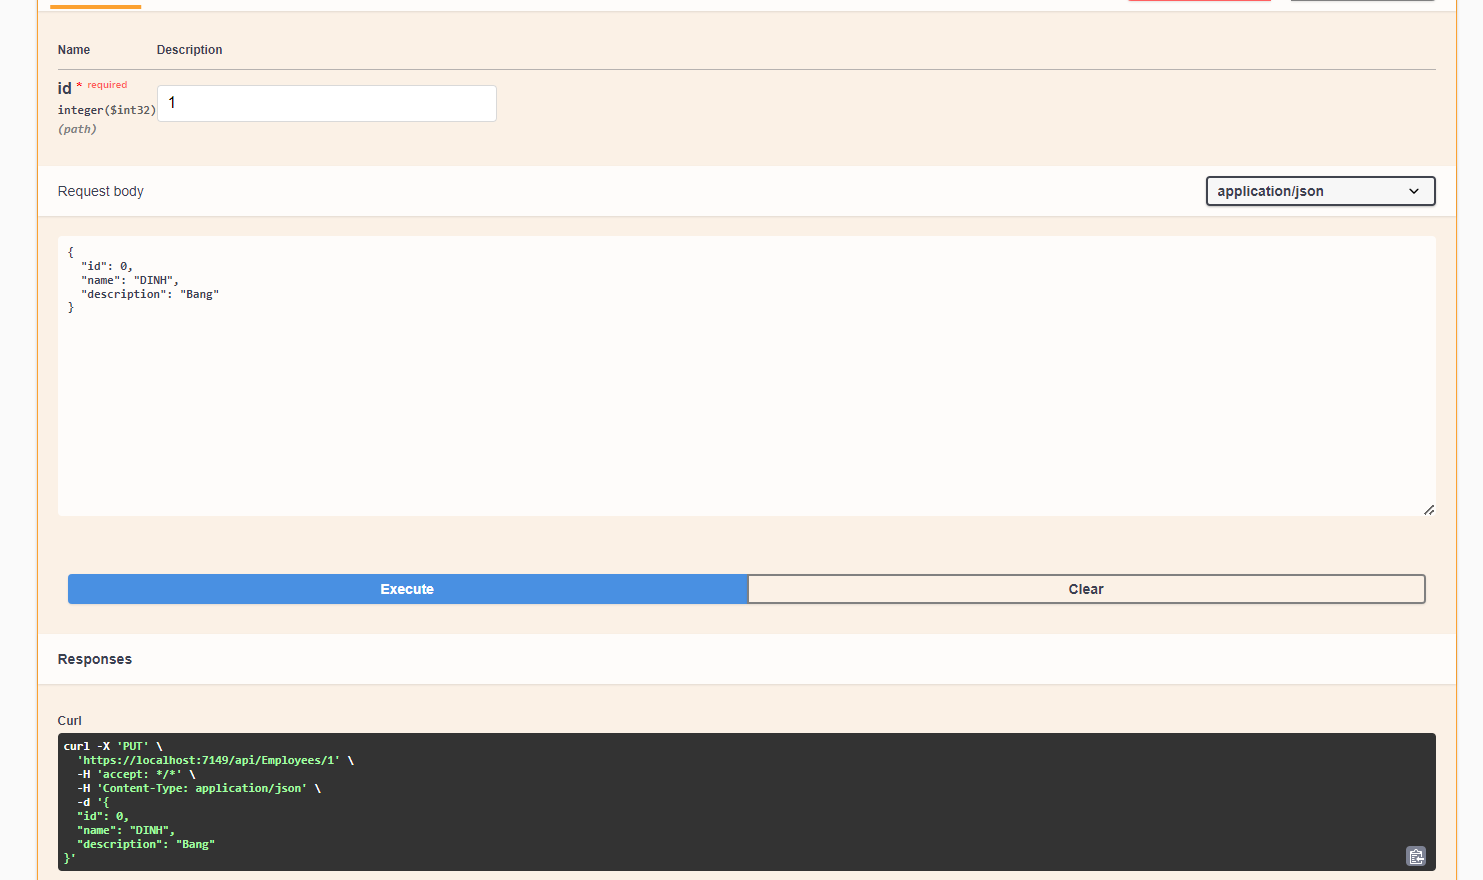 Name Description
id * required
integer($int32)
(path)
1
Request body
application/json
{
  "id": 0,
  "name": "DINH",
  "description": "Bang"
}
Execute Clear
Responses
Curl
curl -X 'PUT' \
  'https://localhost:7149/api/Employees/1' \
  -H 'accept: */*' \
  -H 'Content-Type: application/json' \
  -d '{
  "id": 0,
  "name": "DINH",
  "description": "Bang"
}'